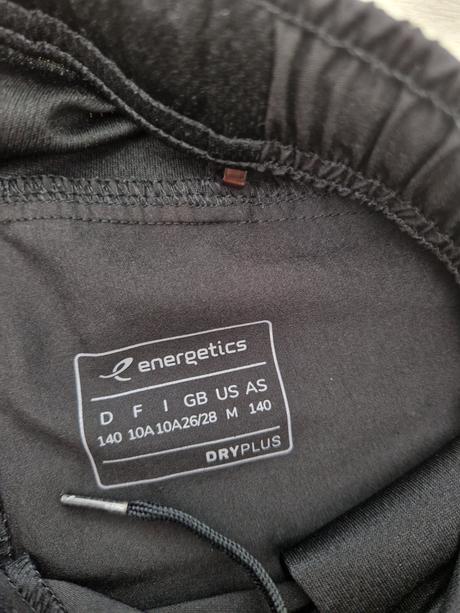 energetics
D F I GB US AS
140 10A 10A 26/28 M 140
DRYPLUS